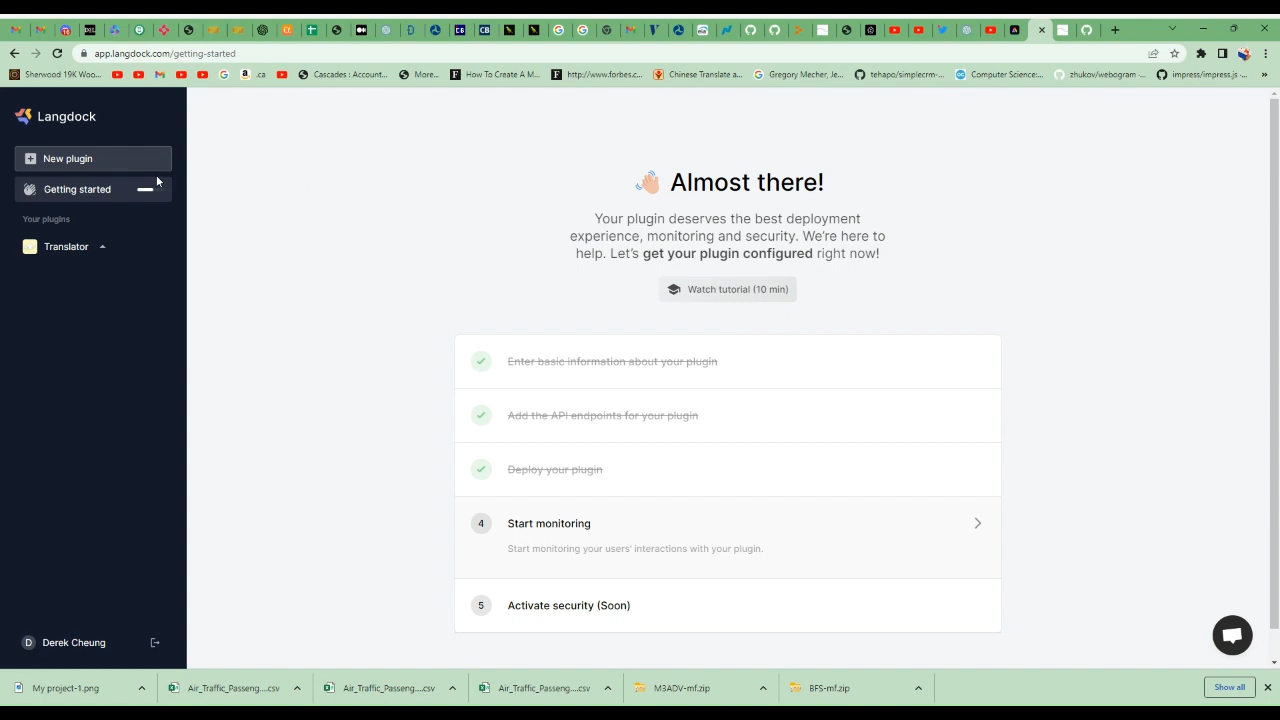 app.langdock.com/getting-started
Sherwood 19K Woo...
.ca
Cascades : Account...
More...
How To Create A M...
http://www.forbes.c...
Chinese Translate a...
Gregory Mecher, Je...
tehapo/simplecrm-...
Computer Science:...
zhukov/webogram -...
impress/impress.js -...
Langdock
New plugin
Getting started
Your plugins
Translator
Almost there!
Your plugin deserves the best deployment
experience, monitoring and security. We're here to
help. Let's get your plugin configured right now!
Watch tutorial (10 min)
Enter basic information about your plugin
Add the API endpoints for your plugin
Deploy your plugin
4 Start monitoring
Start monitoring your users' interactions with your plugin.
5 Activate security (Soon)
D Derek Cheung
My project-1.png
Air_Traffic_Passeng....csv
Air_Traffic_Passeng....csv
Air_Traffic_Passeng....csv
M3ADV-mf.zip
BFS-mf.zip
Show all